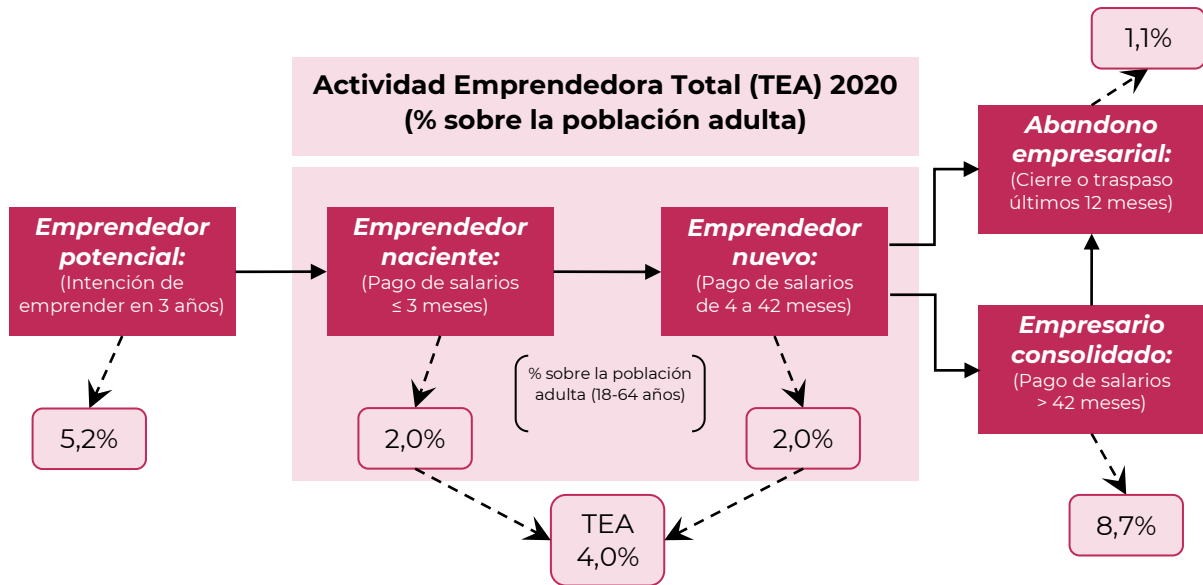 Actividad Emprendedora Total (TEA) 2020
(% sobre la población adulta)
Emprendedor
potencial:
(Intención de
emprender en 3 años)
5,2%
Emprendedor
naciente:
(Pago de salarios
≤ 3 meses)
2,0%
Emprendedor
nuevo:
(Pago de salarios
de 4 a 42 meses)
2,0%
% sobre la población
adulta (18-64 años)
TEA
4,0%
1,1%
Abandono
empresarial:
(Cierre o traspaso
últimos 12 meses)
Empresario
consolidado:
(Pago de salarios
> 42 meses)
8,7%